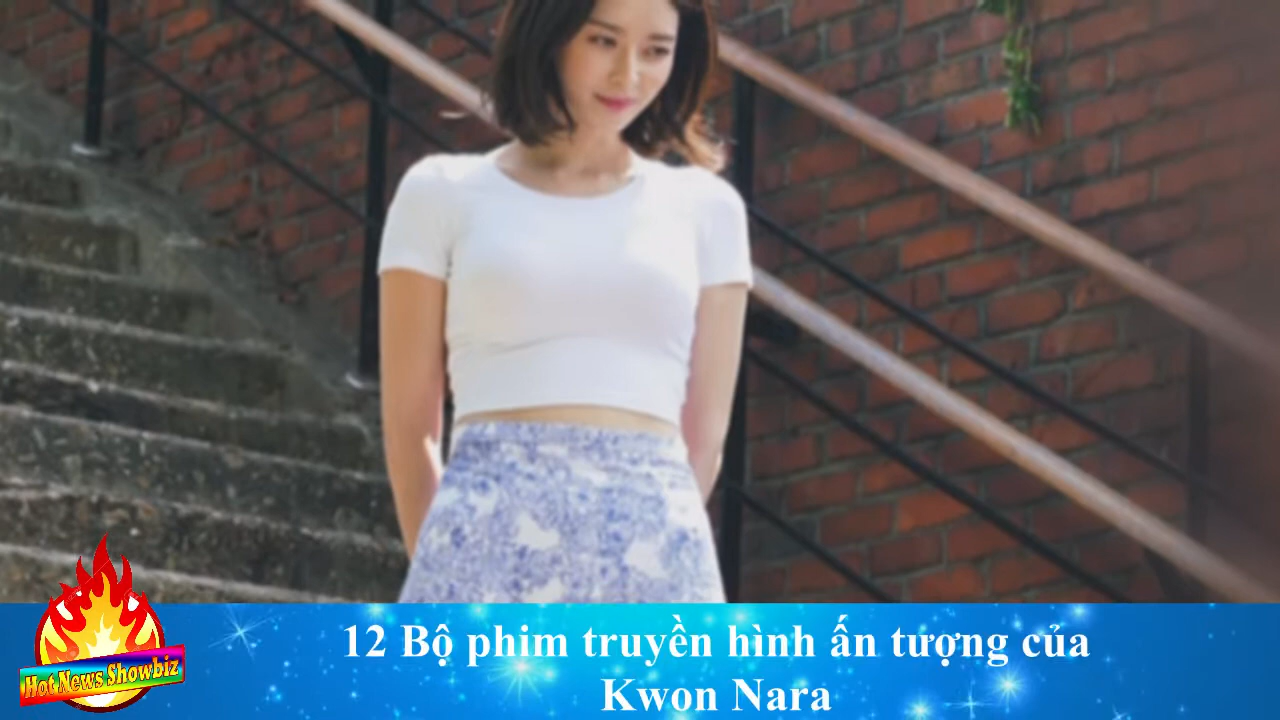 12 Bộ phim truyền hình ấn tượng của
Kwon Nara
Hot News Showbiz